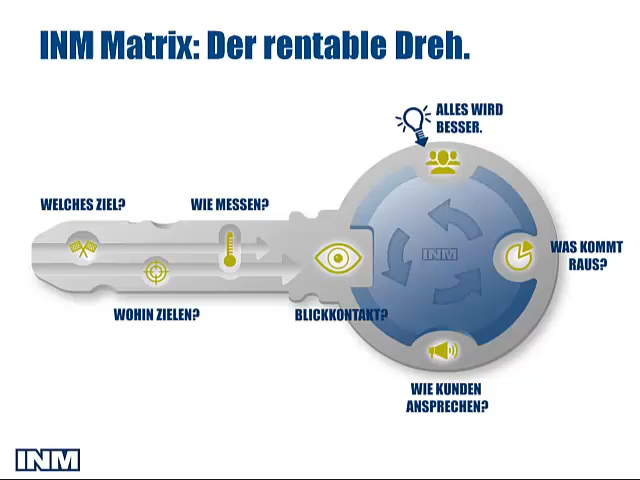 INM Matrix: Der rentable Dreh.
ALLES WIRD
BESSER.
WELCHES ZIEL?
WIE MESSEN?
INM
WAS KOMMT
RAUS?
WOHIN ZIELEN?
BLICKKONTAKT?
WIE KUNDEN
ANSPRECHEN?
INM